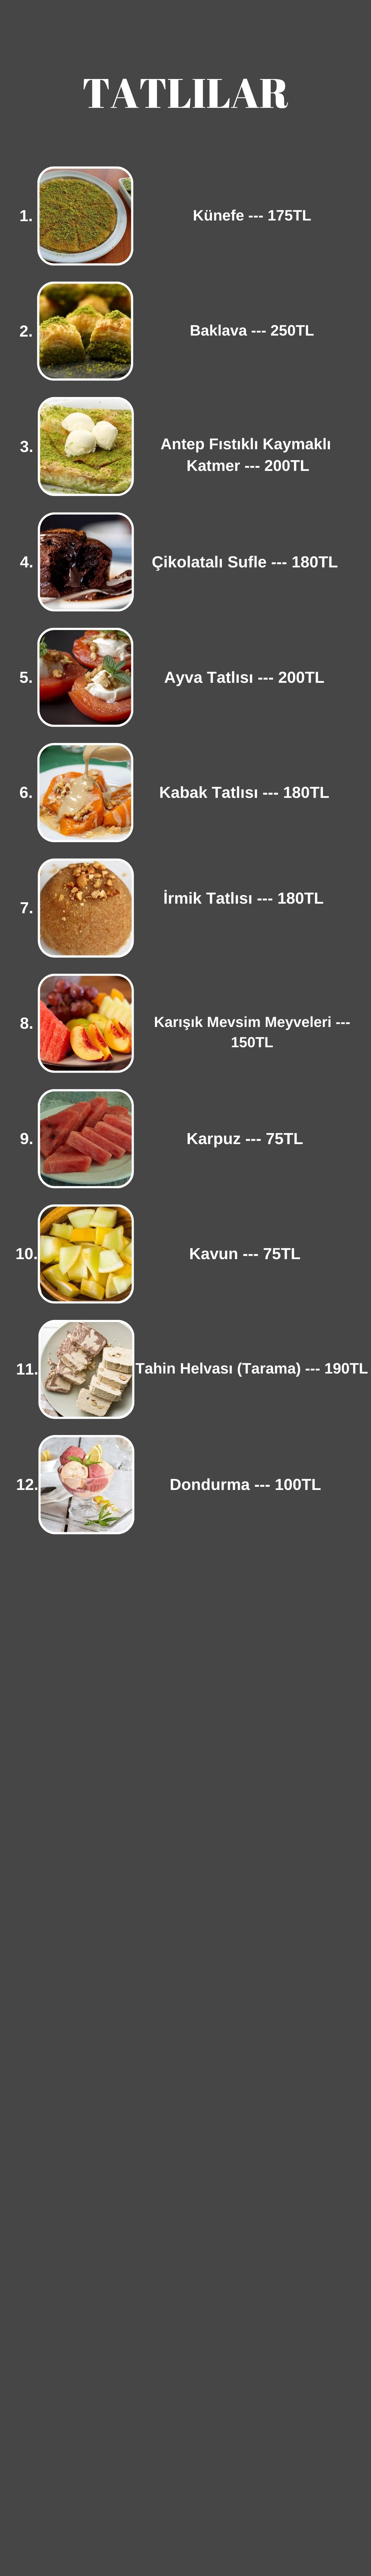 TATLILAR
1. Künefe --- 175TL
2. Baklava --- 250TL
3. Antep Fıstıklı Kaymaklı
Katmer --- 200TL
4. Çikolatalı Sufle --- 180TL
5. Ayva Tatlısı --- 200TL
6. Kabak Tatlısı --- 180TL
7. İrmik Tatlısı --- 180TL
8. Karışık Mevsim Meyveleri ---
150TL
9. Karpuz --- 75TL
10. Kavun --- 75TL
11. Tahin Helvası (Tarama) --- 190TL
12. Dondurma --- 100TL